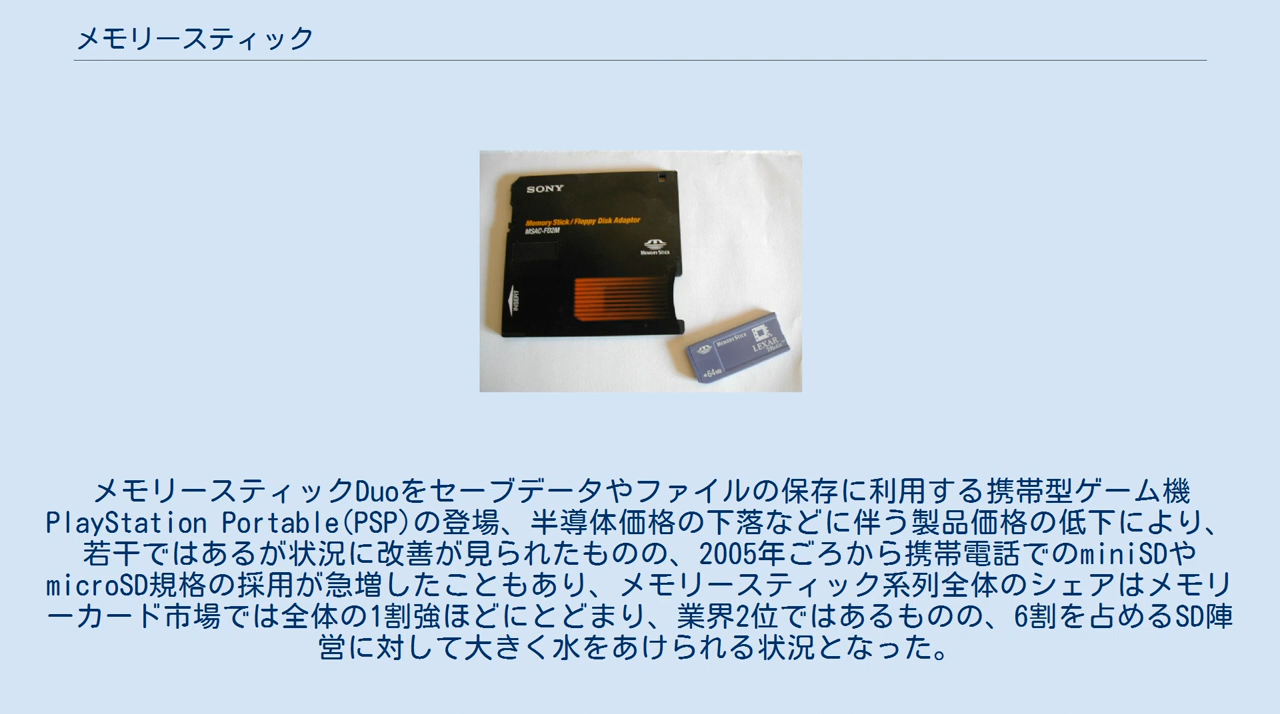 メモリースティック
SONY
Memory Stick / Floppy Disk Adaptor
MSAC-FD2M
MEMORY STICK
INSERT
MEMORY STICK
LEXAR
Media
64MB
メモリースティックDuoをセーブデータやファイルの保存に利用する携帯型ゲーム機
PlayStation Portable(PSP)の登場、半導体価格の下落などに伴う製品価格の低下により、
若干ではあるが状況に改善が見られたものの、2005年ごろから携帯電話でのminiSDや
microSD規格の採用が急増したこともあり、メモリースティック系列全体のシェアはメモリ
ーカード市場では全体の1割強ほどにとどまり、業界2位ではあるものの、6割を占めるSD陣
営に対して大きく水をあけられる状況となった。